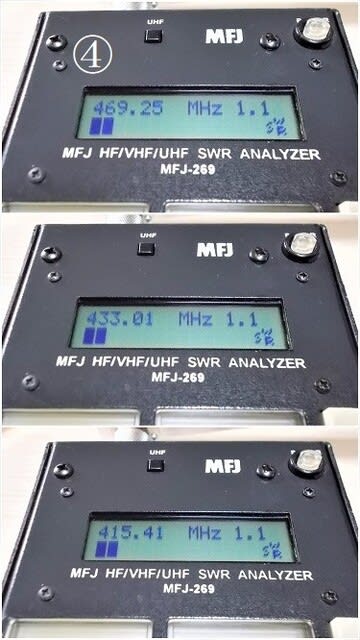 ④
UHF
MFJ
469.25 MHz 1.1
SWR
MFJ HF/VHF/UHF SWR ANALYZER
MFJ-269
UHF
MFJ
433.01 MHz 1.1
SWR
MFJ HF/VHF/UHF SWR ANALYZER
MFJ-269
UHF
MFJ
415.41 MHz 1.1
SWR
MFJ HF/VHF/UHF SWR ANALYZER
MFJ-269